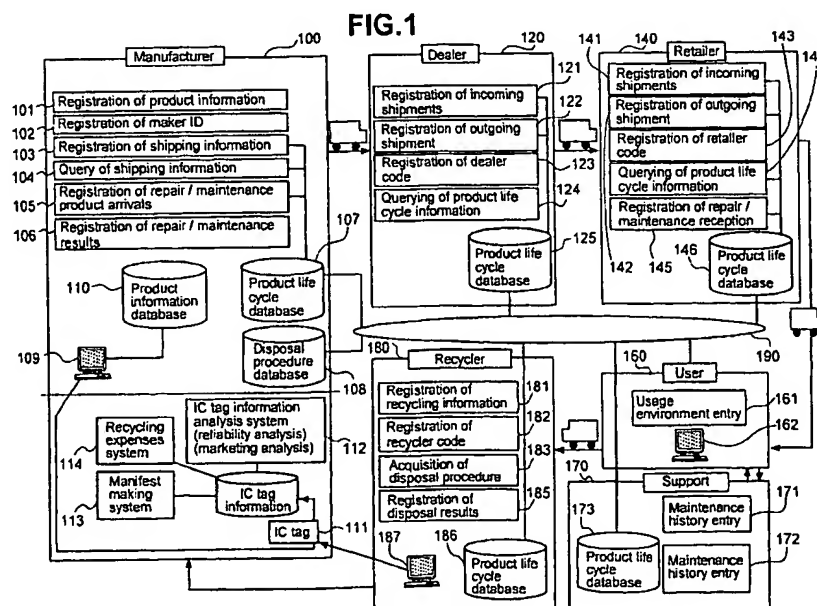 FIG.1
Manufacturer
100
101
Registration of product information
102
Registration of maker ID
103
Registration of shipping information
104
Query of shipping information
105
Registration of repair / maintenance
product arrivals
106
Registration of repair / maintenance
results
107
110
Product
information
database
Product life
cycle database
109
Disposal
procedure
database
108
IC tag information
analysis system
(reliability analysis)
(marketing analysis)
112
Recycling
expenses
system
114
Manifest
making
system
113
IC tag
information
IC tag
111
Dealer
120
121
Registration of incoming
shipments
122
Registration of outgoing
shipment
Registration of dealer
code
123
Querying of product life
cycle information
124
125
Product life
cycle
database
140
Retailer
143
141
Registration of incoming
shipments
Registration of outgoing
shipment
Registration of retailer
code
Querying of product life
cycle information
Registration of repair /
maintenance reception
142
145
146
Product life
cycle
database
190
180
Recycler
Registration of
recycling information
181
Registration of
recycler code
182
Acquisition of
disposal procedure
183
Registration of
disposal results
185
187
186
Product life
cycle
database
160
User
Usage
environment entry
161
162
170
Support
171
Maintenance
history entry
173
172
Product life
cycle
database
Maintenance
history entry